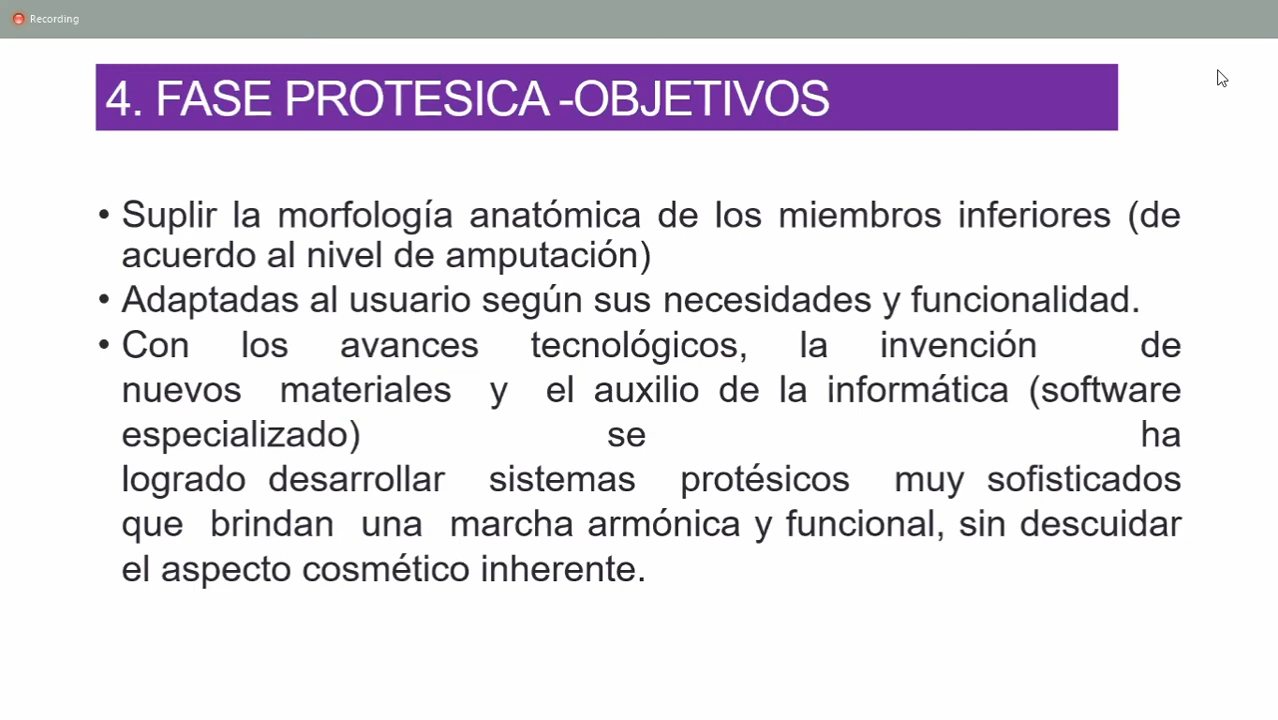 Recording
4. FASE PROTESICA -OBJETIVOS
• Suplir la morfología anatómica de los miembros inferiores (de
acuerdo al nivel de amputación)
• Adaptadas al usuario según sus necesidades y funcionalidad.
• Con los avances tecnológicos, la invención de
nuevos materiales y el auxilio de la informática (software
especializado) se ha
logrado desarrollar sistemas protésicos muy sofisticados
que brindan una marcha armónica y funcional, sin descuidar
el aspecto cosmético inherente.